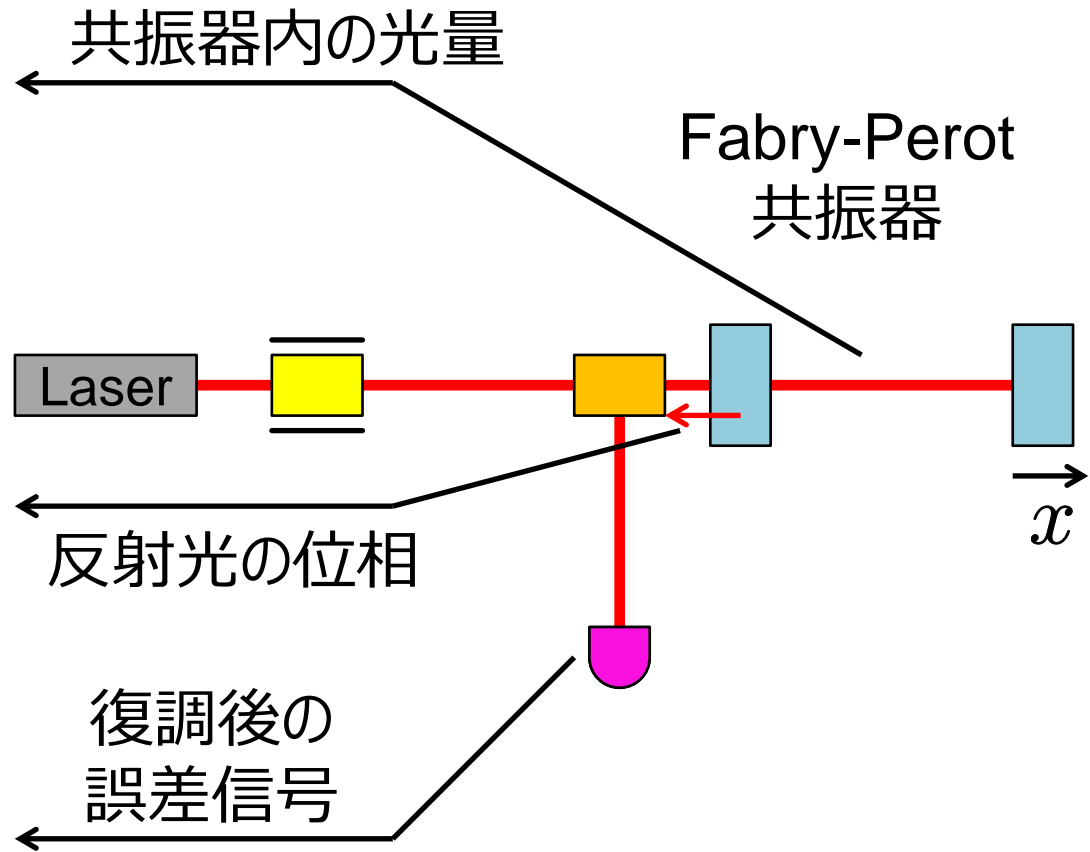 共振器内の光量
Fabry-Perot
共振器
Laser
x
反射光の位相
復調後の
誤差信号